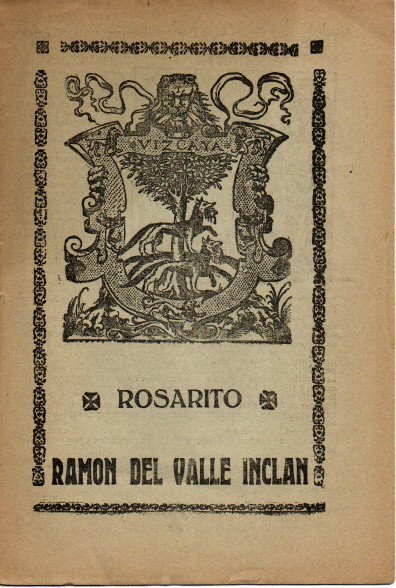 VIZCAYA
ROSARITO
RAMON DEL VALLE INCLAN